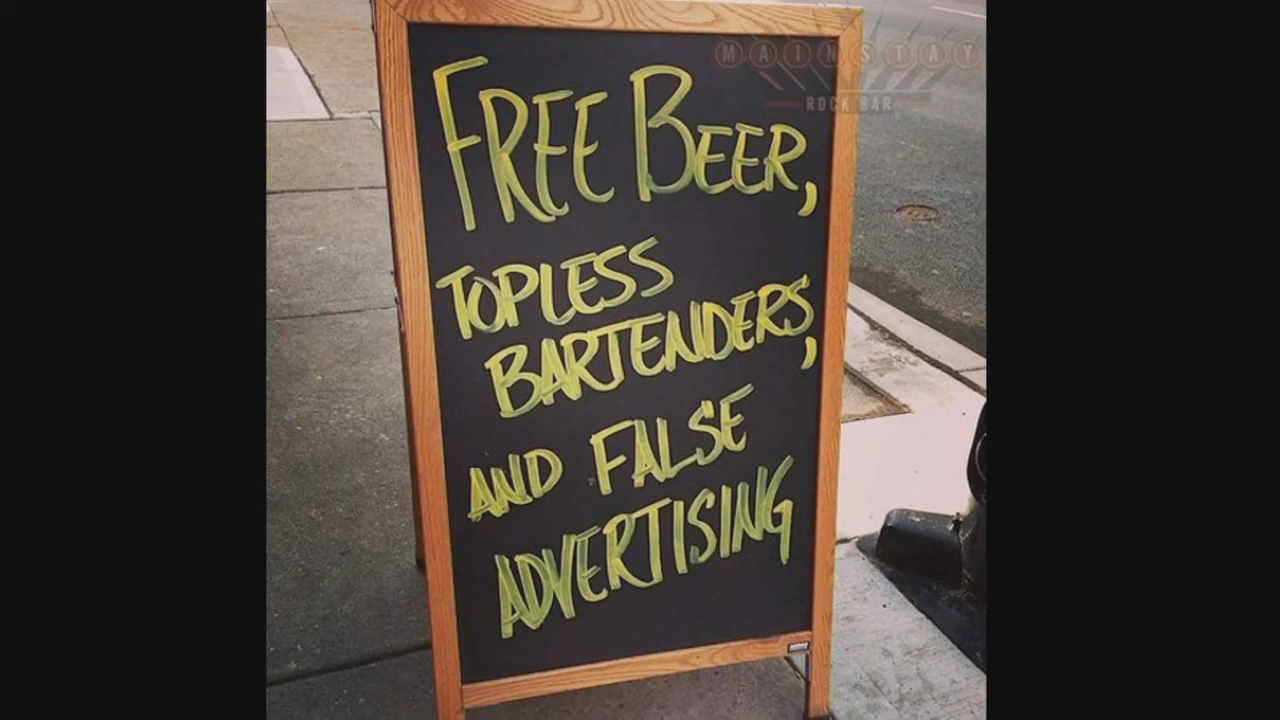 MAINSTAY
ROCK BAR
FREE BEER,
TOPLESS
BARTENDERS,
AND FALSE
ADVERTISING